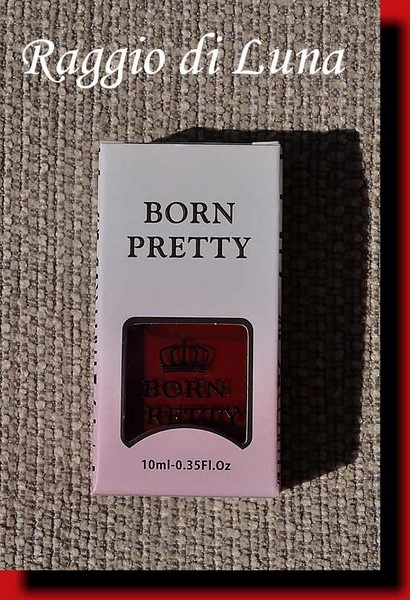 Raggio di Luna
BORN
PRETTY
BORN
PRETTY
10ml-0.35Fl.Oz